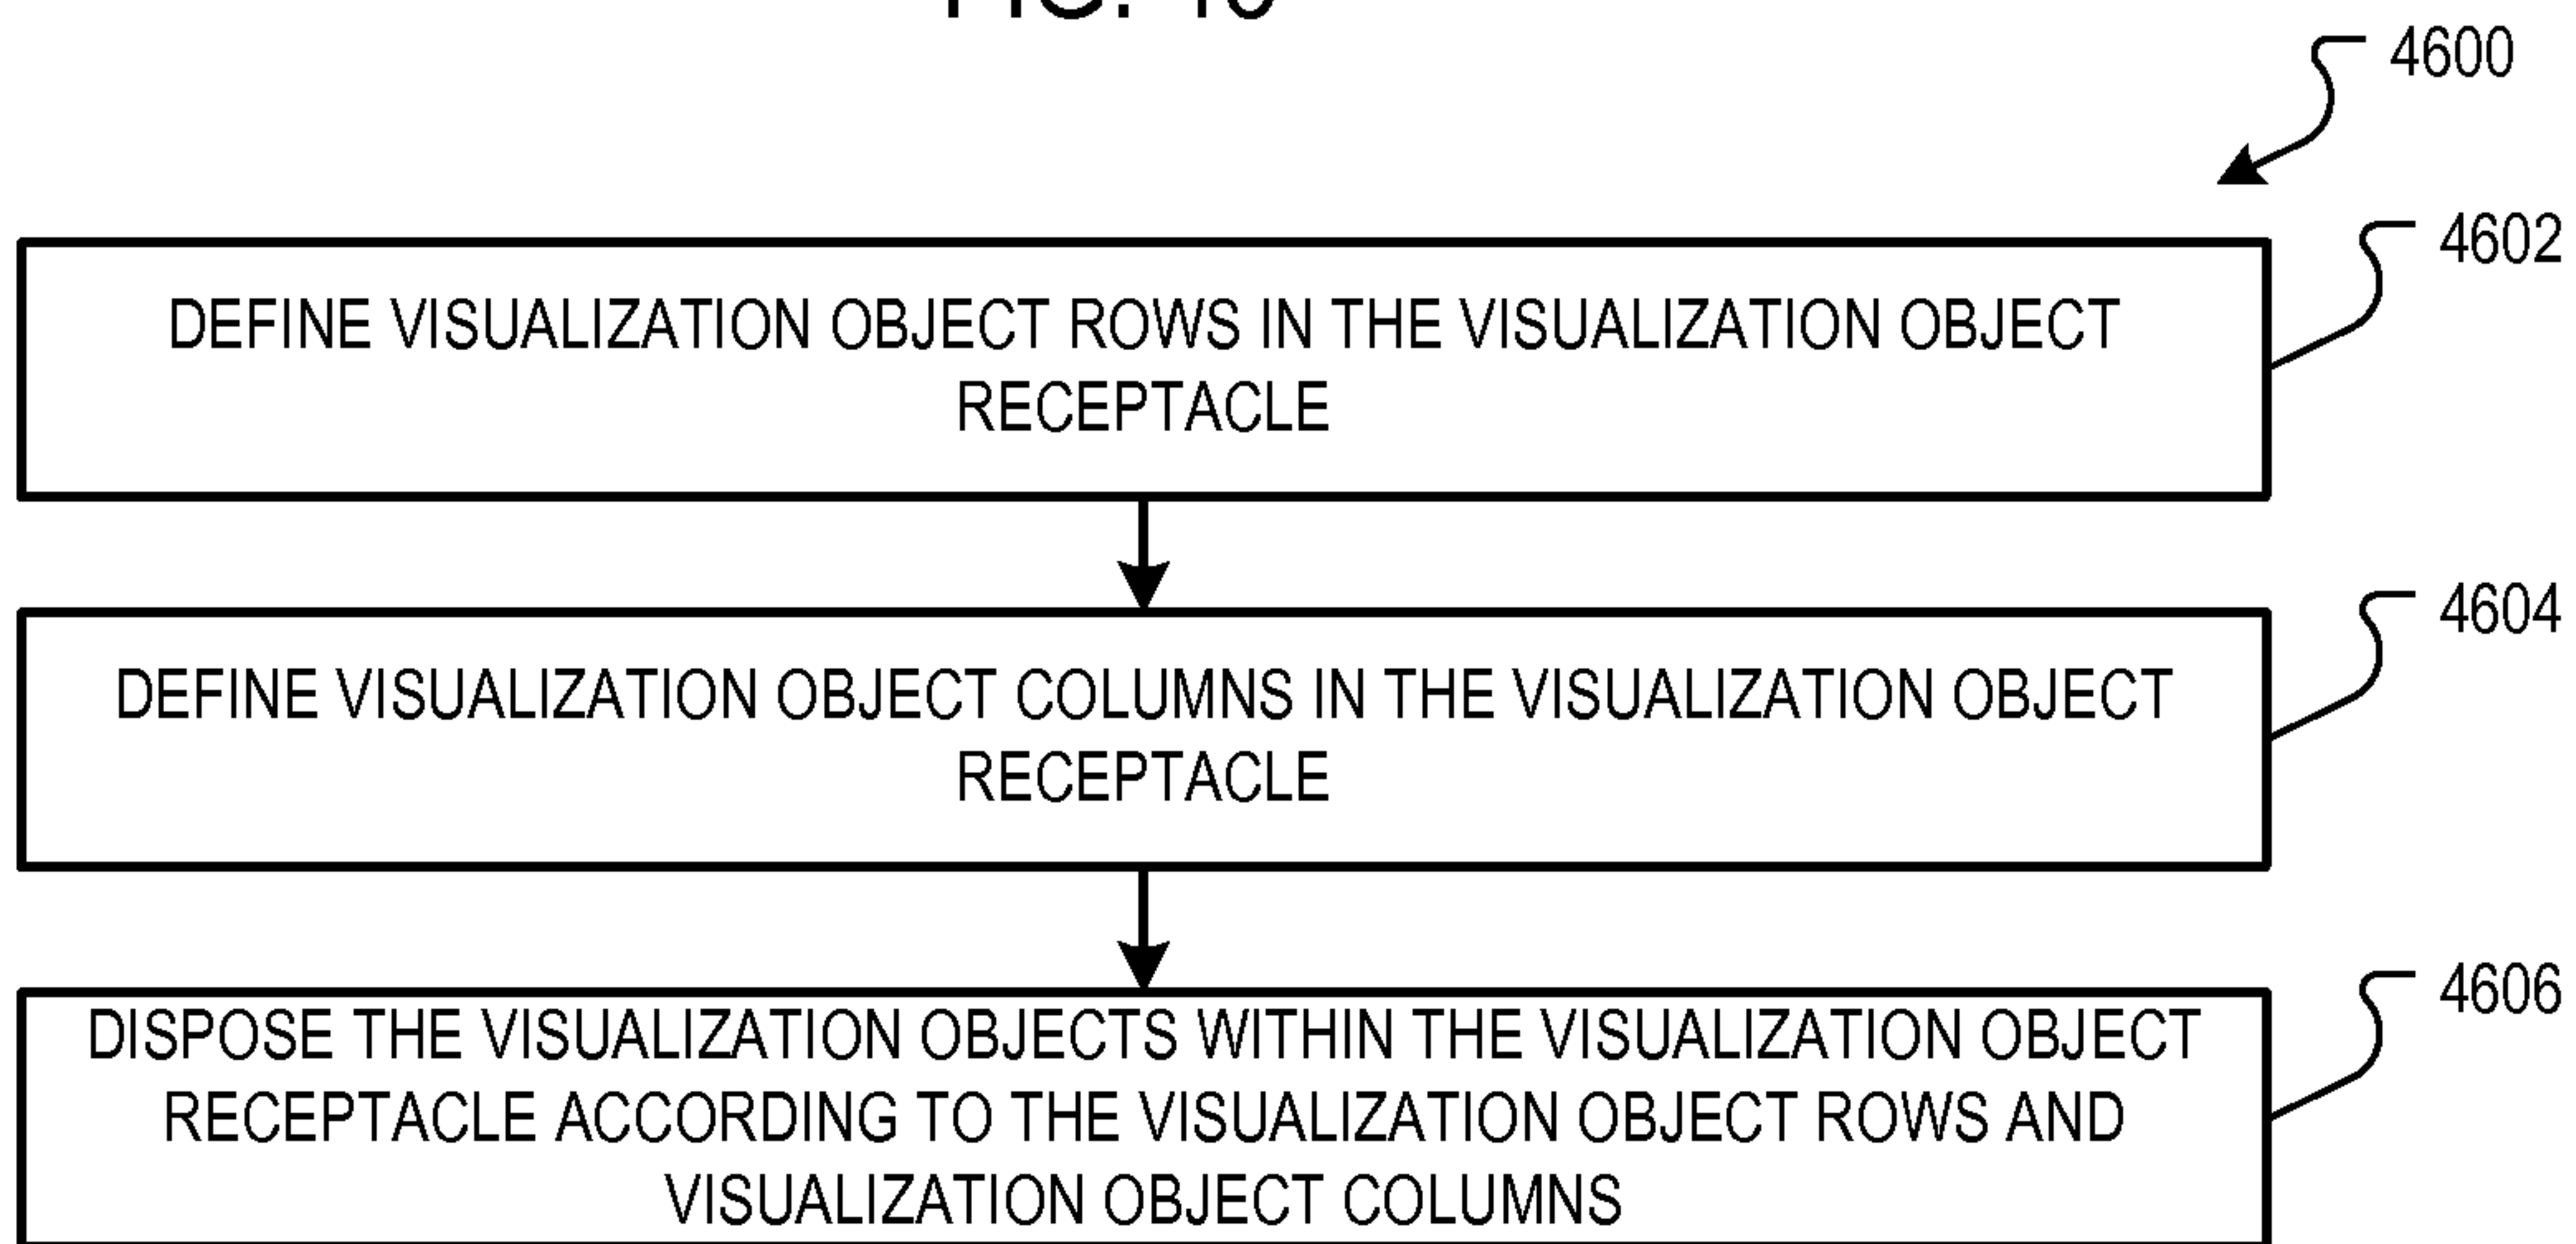 4600
4602
DEFINE VISUALIZATION OBJECT ROWS IN THE VISUALIZATION OBJECT
RECEPTACLE
4604
DEFINE VISUALIZATION OBJECT COLUMNS IN THE VISUALIZATION OBJECT
RECEPTACLE
4606
DISPOSE THE VISUALIZATION OBJECTS WITHIN THE VISUALIZATION OBJECT
RECEPTACLE ACCORDING TO THE VISUALIZATION OBJECT ROWS AND
VISUALIZATION OBJECT COLUMNS